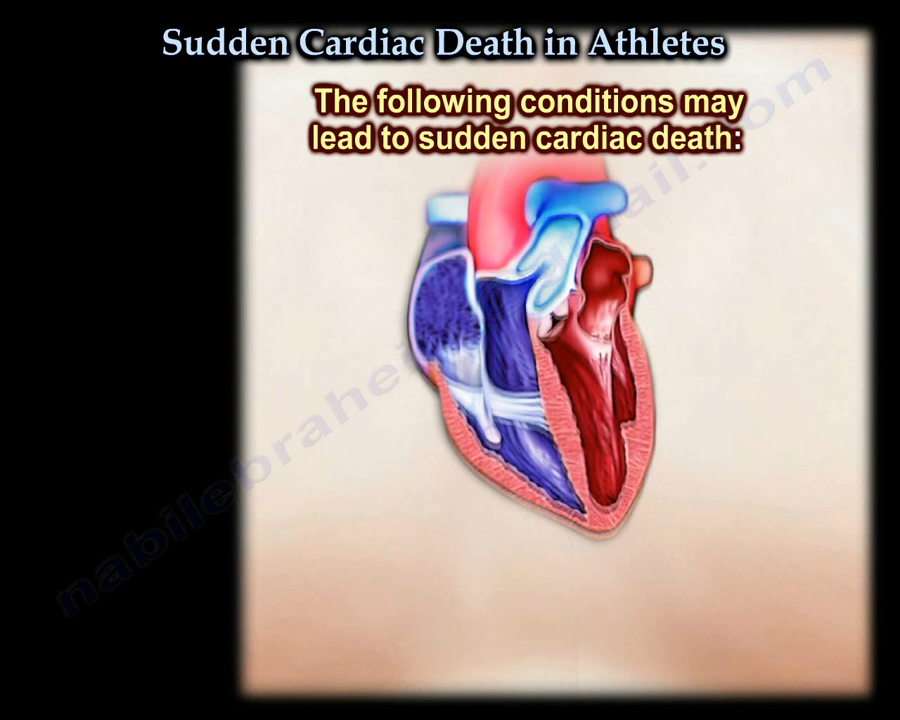 Sudden Cardiac Death in Athletes
The following conditions may
lead to sudden cardiac death: